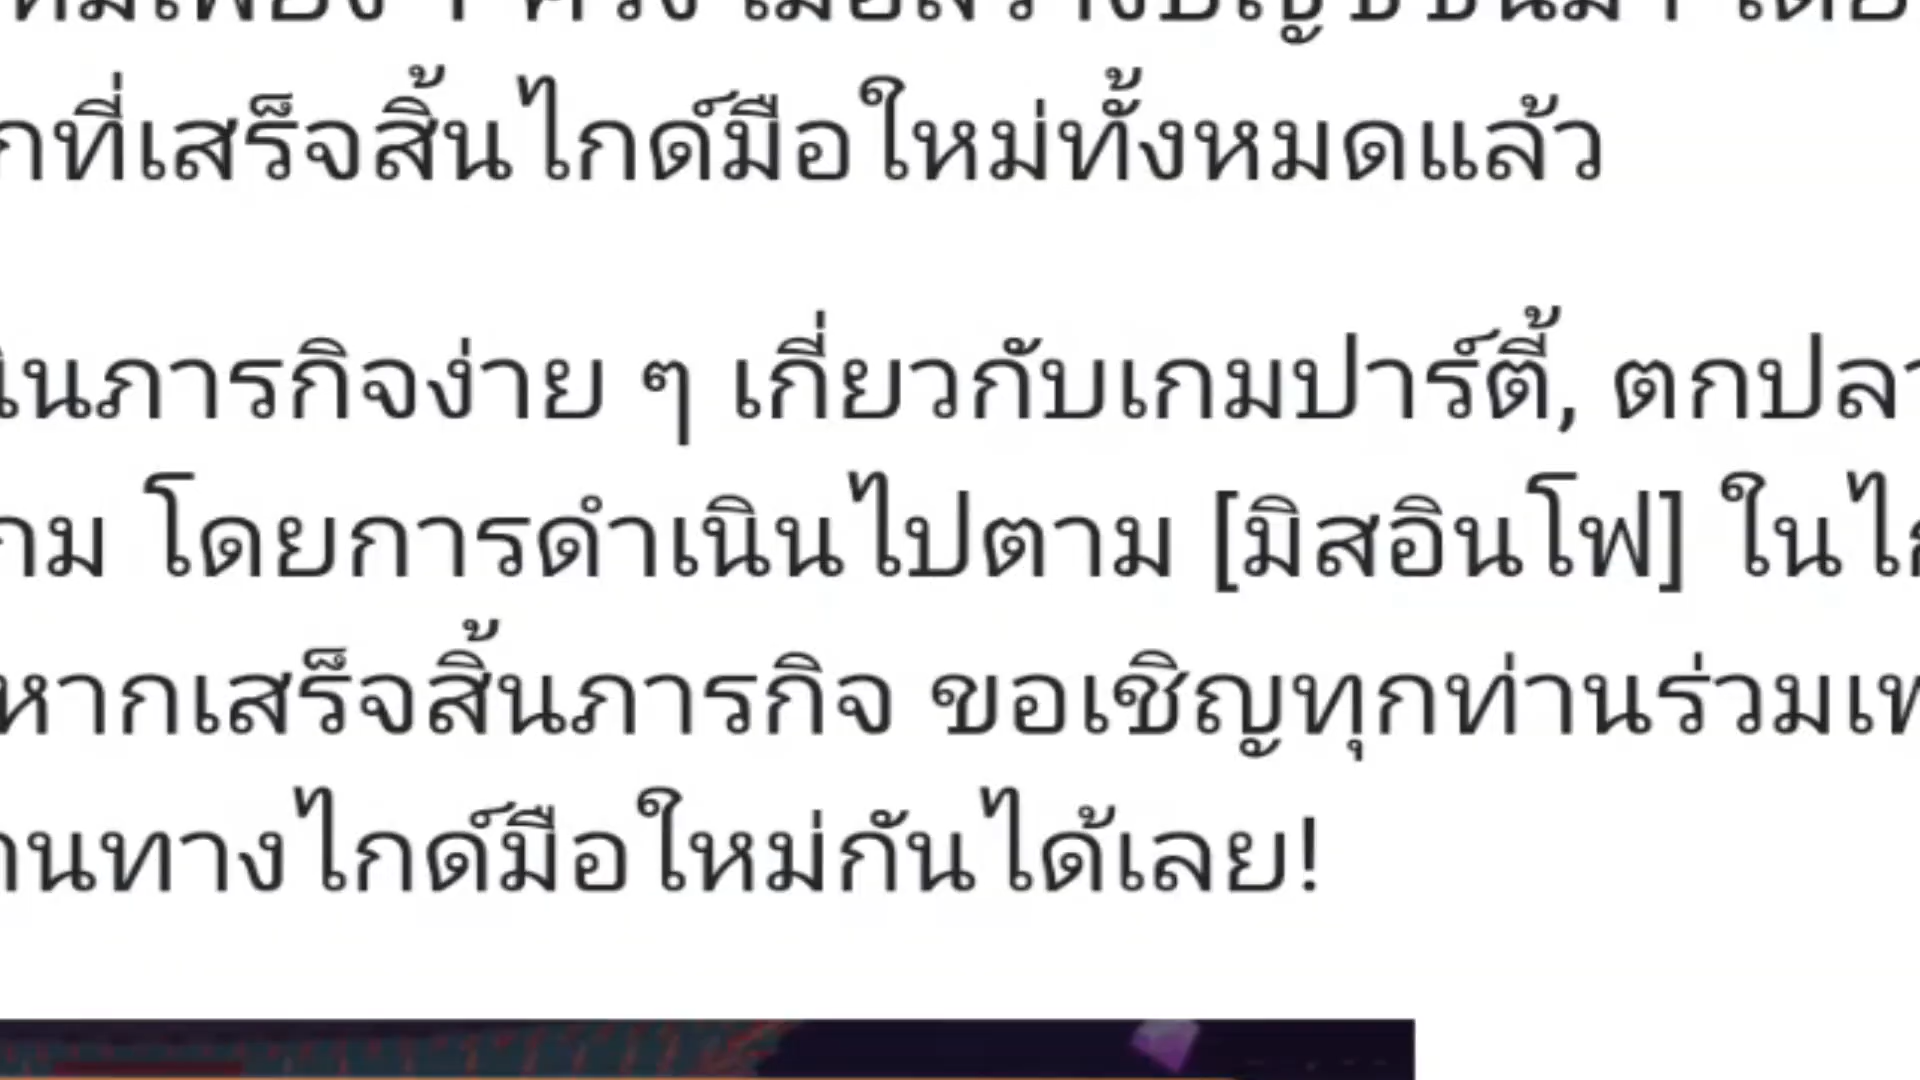 กที่เสร็จสิ้นไกด์มือใหม่ทั้งหมดแล้ว
นินภารกิจง่าย ๆ เกี่ยวกับเกมปาร์ตี้, ตกปลา
กม โดยการดำเนินไปตาม [มิสอินโฟ] ในไก
หากเสร็จสิ้นภารกิจ ขอเชิญทุกท่านร่วมเพ
านทางไกด์มือใหม่กันได้เลย!